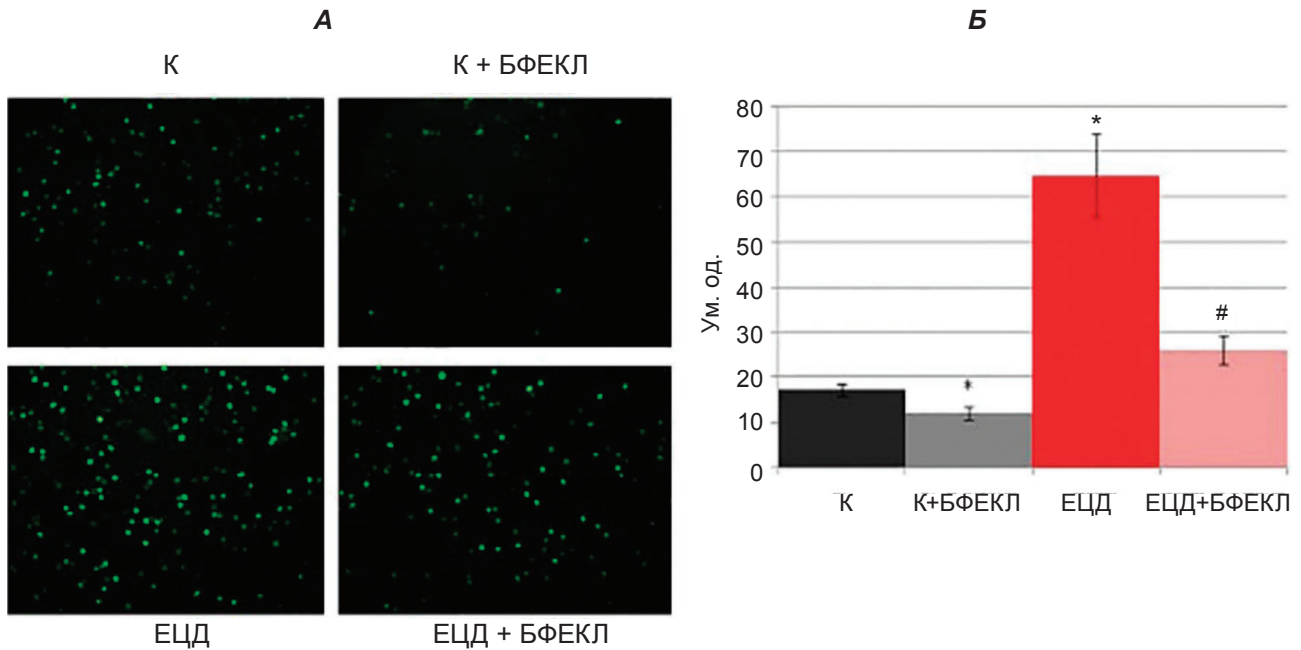 А
К
К + БФЕКЛ
ЕЦД
ЕЦД + БФЕКЛ
Б
Ум. од.
80
70
60
50
40
30
20
10
0
*
*
#
К
К+БФЕКЛ
ЕЦД
ЕЦД+БФЕКЛ